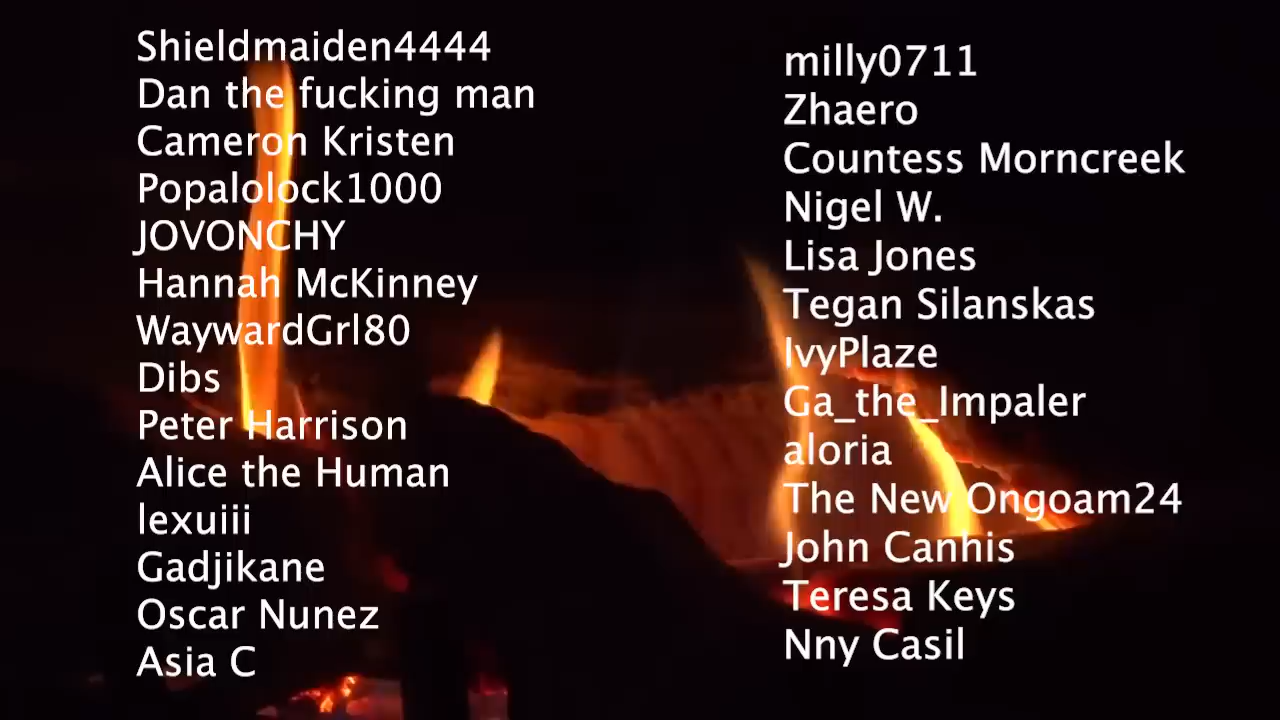 Shieldmaiden4444
Dan the fucking man
Cameron Kristen
Popalolock1000
JOVONCHY
Hannah McKinney
WaywardGrl80
Dibs
Peter Harrison
Alice the Human
lexuiii
Gadjikane
Oscar Nunez
Asia C
milly0711
Zhaero
Countess Morncreek
Nigel W.
Lisa Jones
Tegan Silanskas
IvyPlaze
Ga_the_Impaler
aloria
The New Ongoam24
John Canhis
Teresa Keys
Nny Casil